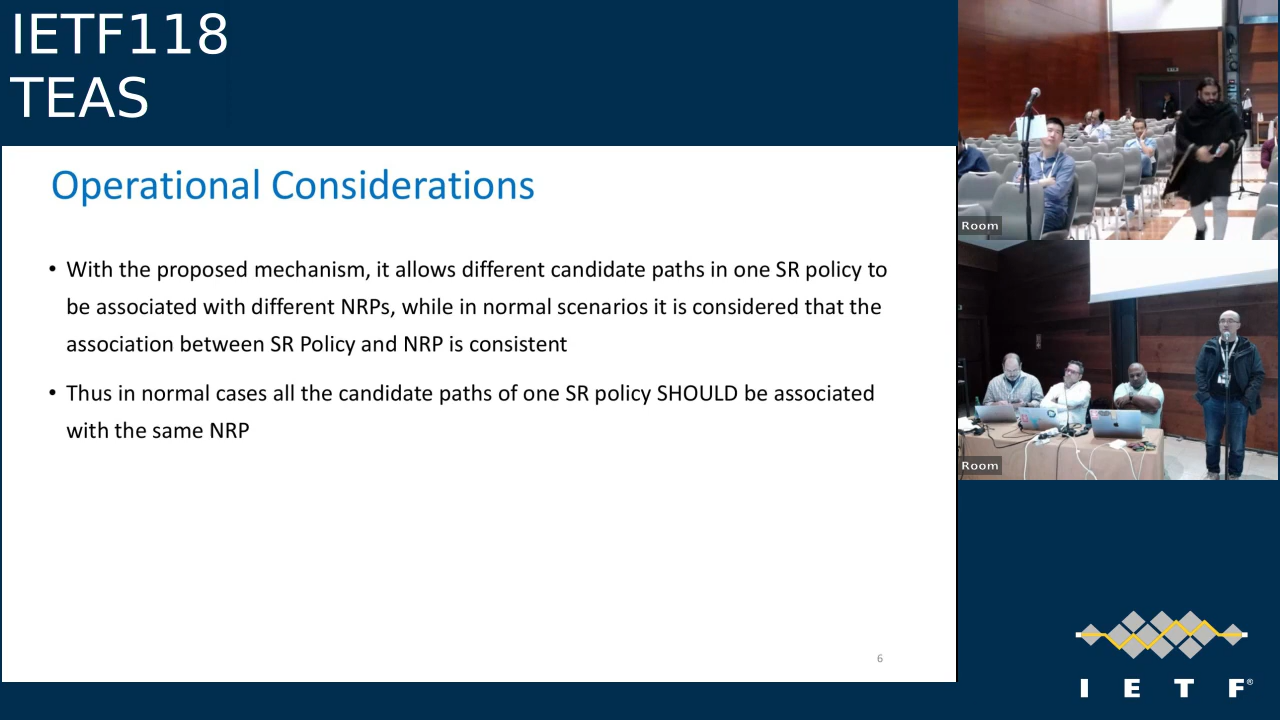 IETF118
TEAS
Operational Considerations
• With the proposed mechanism, it allows different candidate paths in one SR policy to
be associated with different NRPs, while in normal scenarios it is considered that the
association between SR Policy and NRP is consistent
• Thus in normal cases all the candidate paths of one SR policy SHOULD be associated
with the same NRP
6
Room
Room
I E T F®